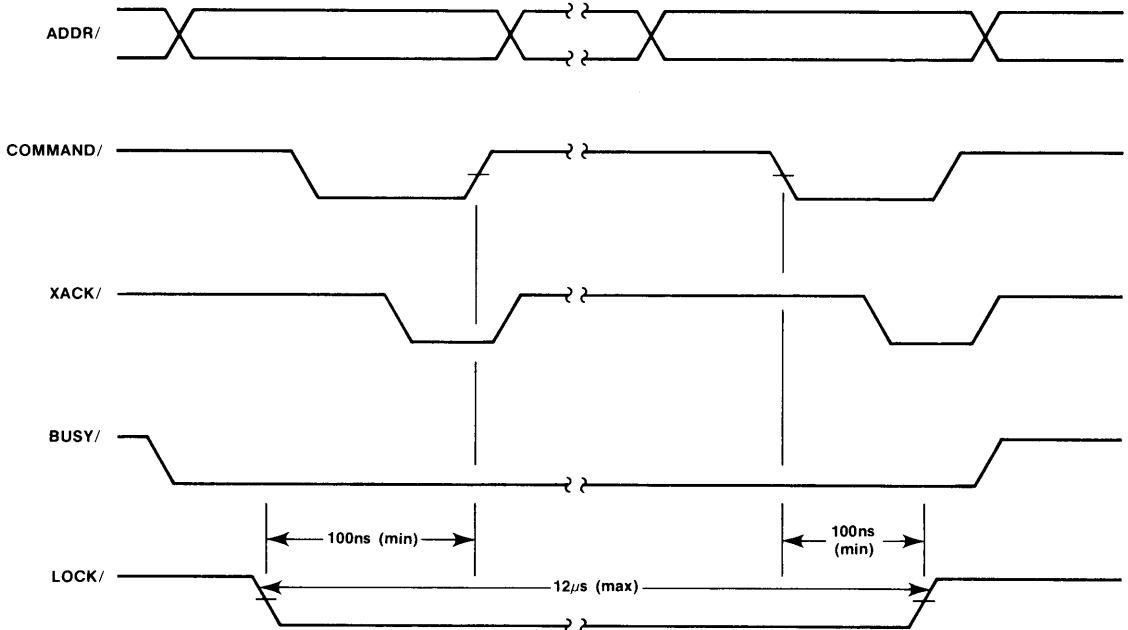 ADDR/
COMMAND/
XACK/
BUSY/
100ns (min)
100ns
(min)
LOCK/
12μs (max)